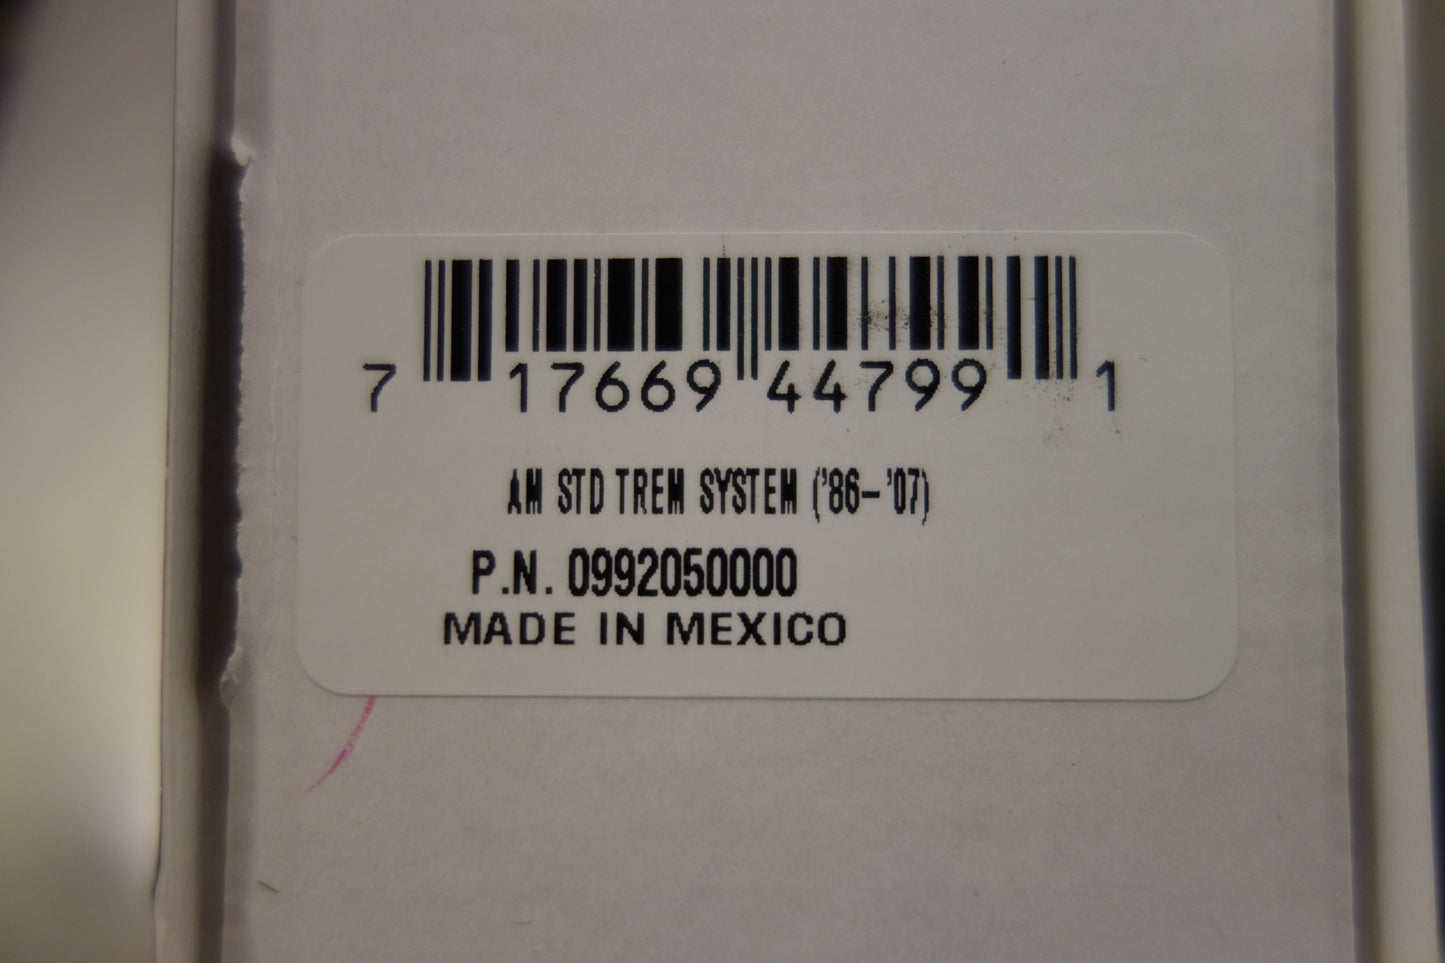 7 17669 44799 1
AM STD TREM SYSTEM ('86-'07)
P.N. 0992050000
MADE IN MEXICO